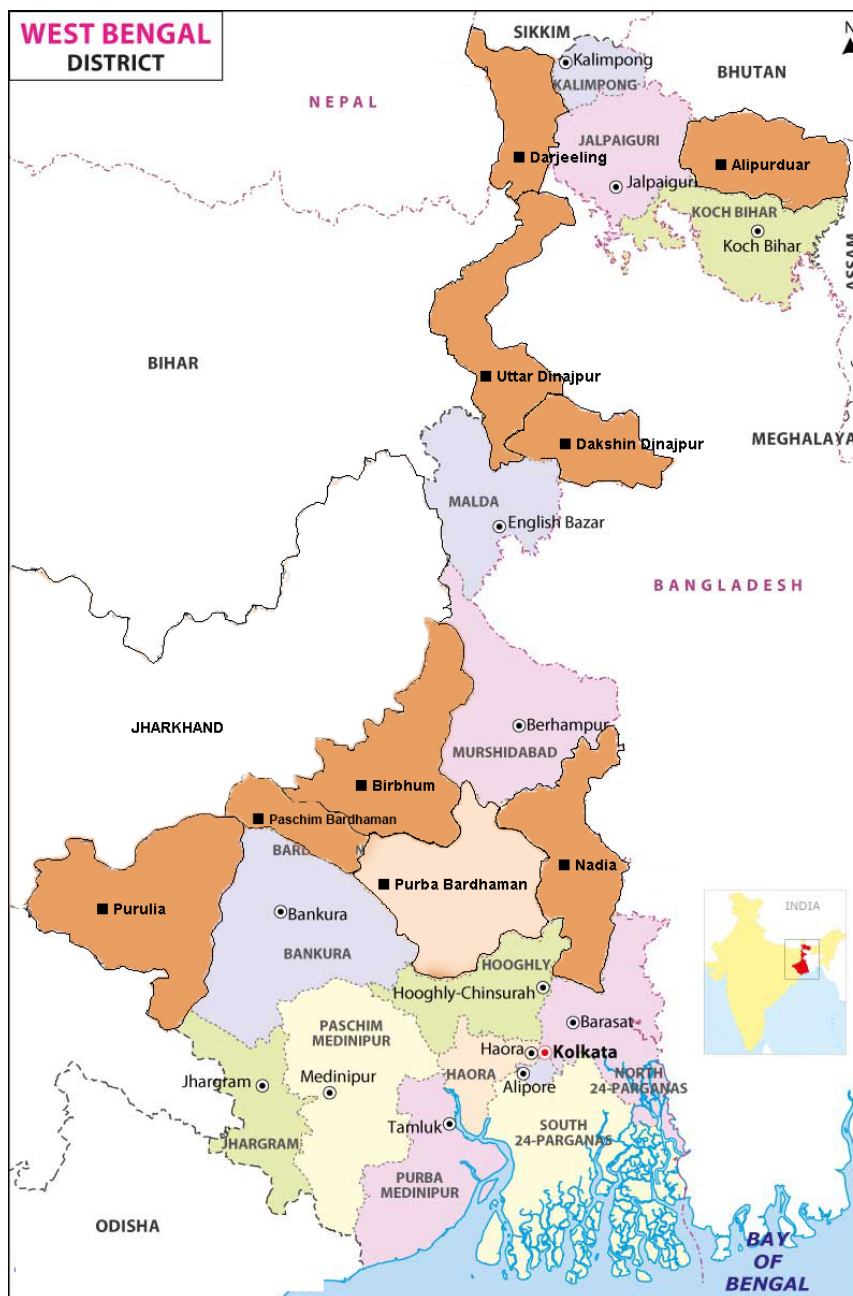 WEST BENGAL
DISTRICT
SIKKIM
N
Kalimpong
KALIMPONG
BHUTAN
NEPAL
JALPAIGURI
Darjeeling
Alipurduar
Jalpaiguri
KOCH BIHAR
Koch Bihar
ASSAM
BIHAR
Uttar Dinajpur
Dakshin Dinajpur
MEGHALAYA
MALDA
English Bazar
BANGLADESH
JHARKHAND
Berhampur
MURSHIDABAD
Birbhum
Paschim Bardhaman
Nadia
Purba Bardhaman
Purulia
Bankura
BANKURA
INDIA
HOOGHLY
Hooghly-Chinsurah
PASCHIM
MEDINIPUR
Barasat
Haora
Kolkata
HAORA
Alipore
NORTH
24-PARGANAS
Jhargram
Medinipur
Tamluk
SOUTH
24-PARGANAS
JHARGRAM
PURBA
MEDINIPUR
ODISHA
BAY
OF
BENGAL